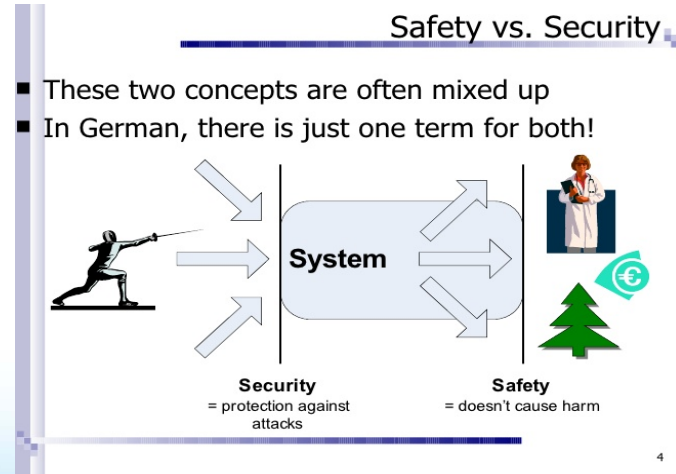 Safety vs. Security
These two concepts are often mixed up
In German, there is just one term for both!
System
€
Security
= protection against
attacks
Safety
= doesn't cause harm
4